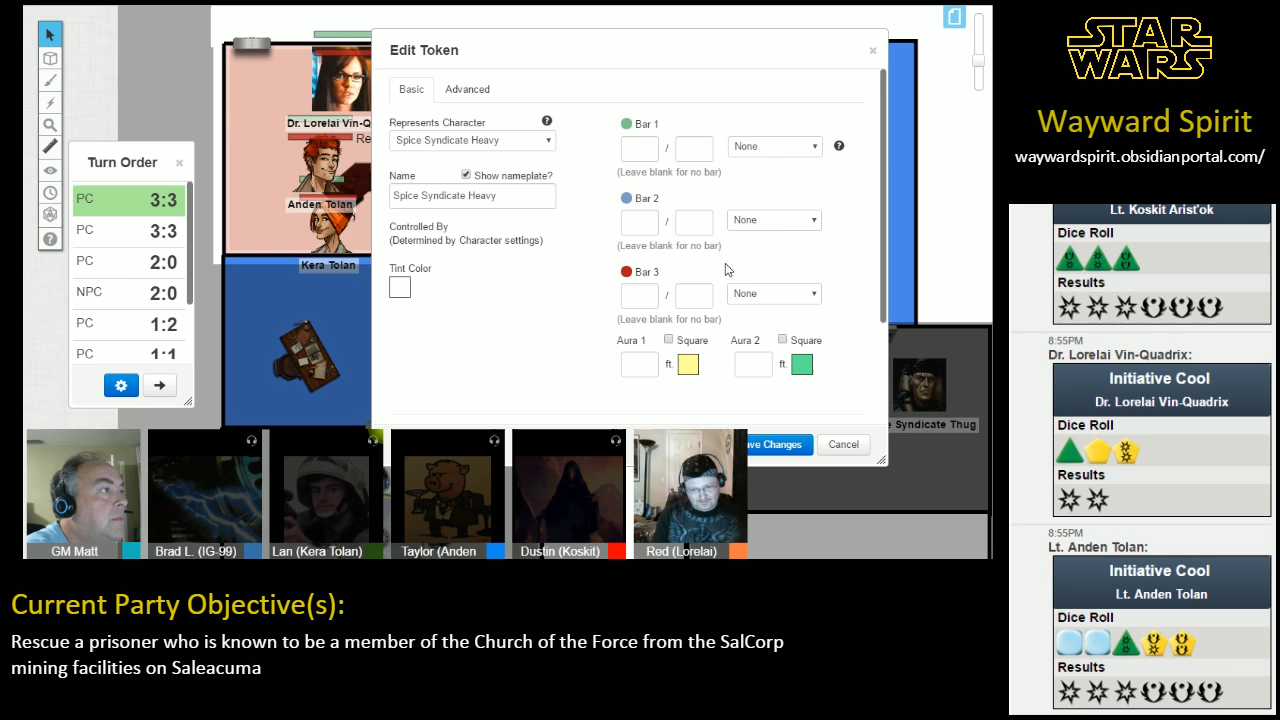 Edit Token
×
Basic
Advanced
Represents Character
?
Spice Syndicate Heavy
Name
Show nameplate?
Spice Syndicate Heavy
Controlled By
(Determined by Character settings)
Tint Color
Bar 1
/
None
?
(Leave blank for no bar)
Bar 2
/
None
(Leave blank for no bar)
Bar 3
/
None
(Leave blank for no bar)
Aura 1
Square
Aura 2
Square
ft.
ft.
ve Changes
Cancel
Turn Order
×
PC
3:3
PC
3:3
PC
2:0
NPC
2:0
PC
1:2
PC
1:1
?
Dr. Lorelai Vin-Q
Re
Anden Tolan
Kera Tolan
Syndicate Thug
GM Matt
Brad L. (IG-99)
Lan (Kera Tolan)
Taylor (Anden
Dustin (Koskit)
Red (Lorelai)
Current Party Objective(s):
Rescue a prisoner who is known to be a member of the Church of the Force from the SalCorp
mining facilities on Saleacuma
STAR
WARS
Wayward Spirit
waywardspirit.obsidianportal.com/
Lt. Koskit Arist'ok
Dice Roll
Results
8:55PM
Dr. Lorelai Vin-Quadrix:
Initiative Cool
Dr. Lorelai Vin-Quadrix
Dice Roll
Results
8:55PM
Lt. Anden Tolan:
Initiative Cool
Lt. Anden Tolan
Dice Roll
Results